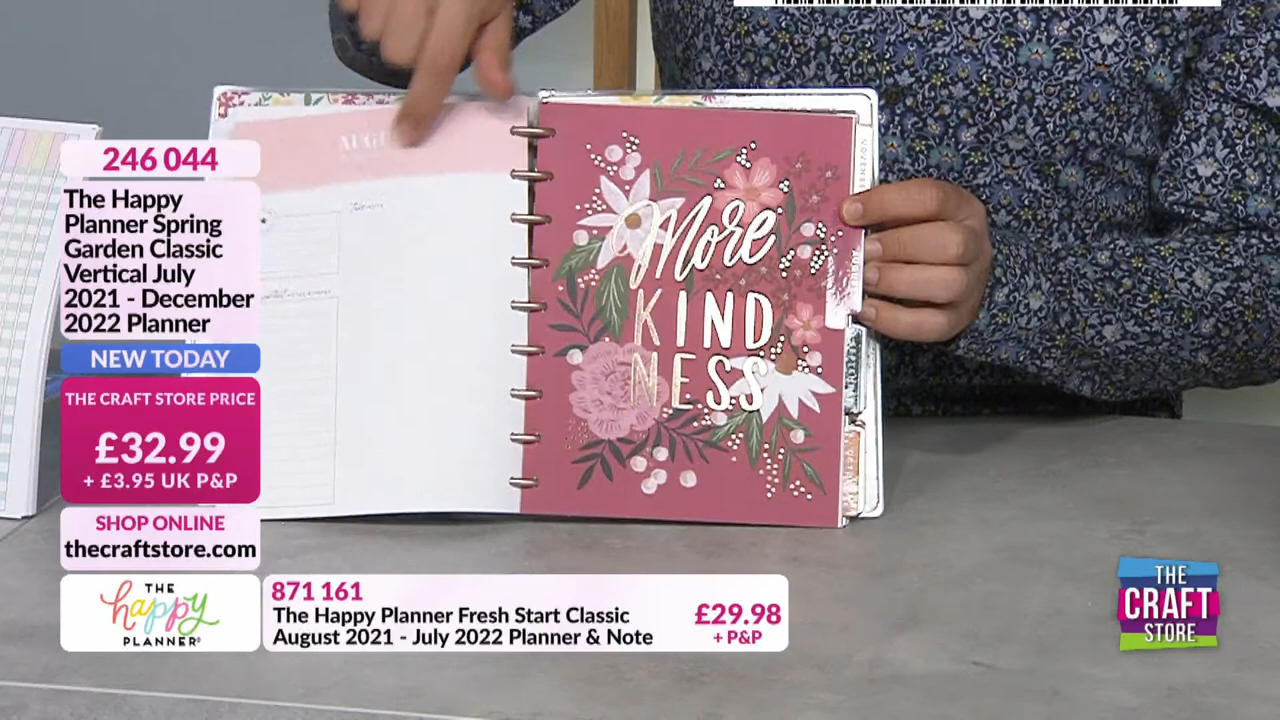 246 044
The Happy
Planner Spring
Garden Classic
Vertical July
2021 - December
2022 Planner
NEW TODAY
THE CRAFT STORE PRICE
£32.99
+ £3.95 UK P&P
SHOP ONLINE
thecraftstore.com
THE
happy
PLANNER®
871 161
The Happy Planner Fresh Start Classic
August 2021 - July 2022 Planner & Note
£29.98
+ P&P
More
KIND
NESS
THE
CRAFT
STORE